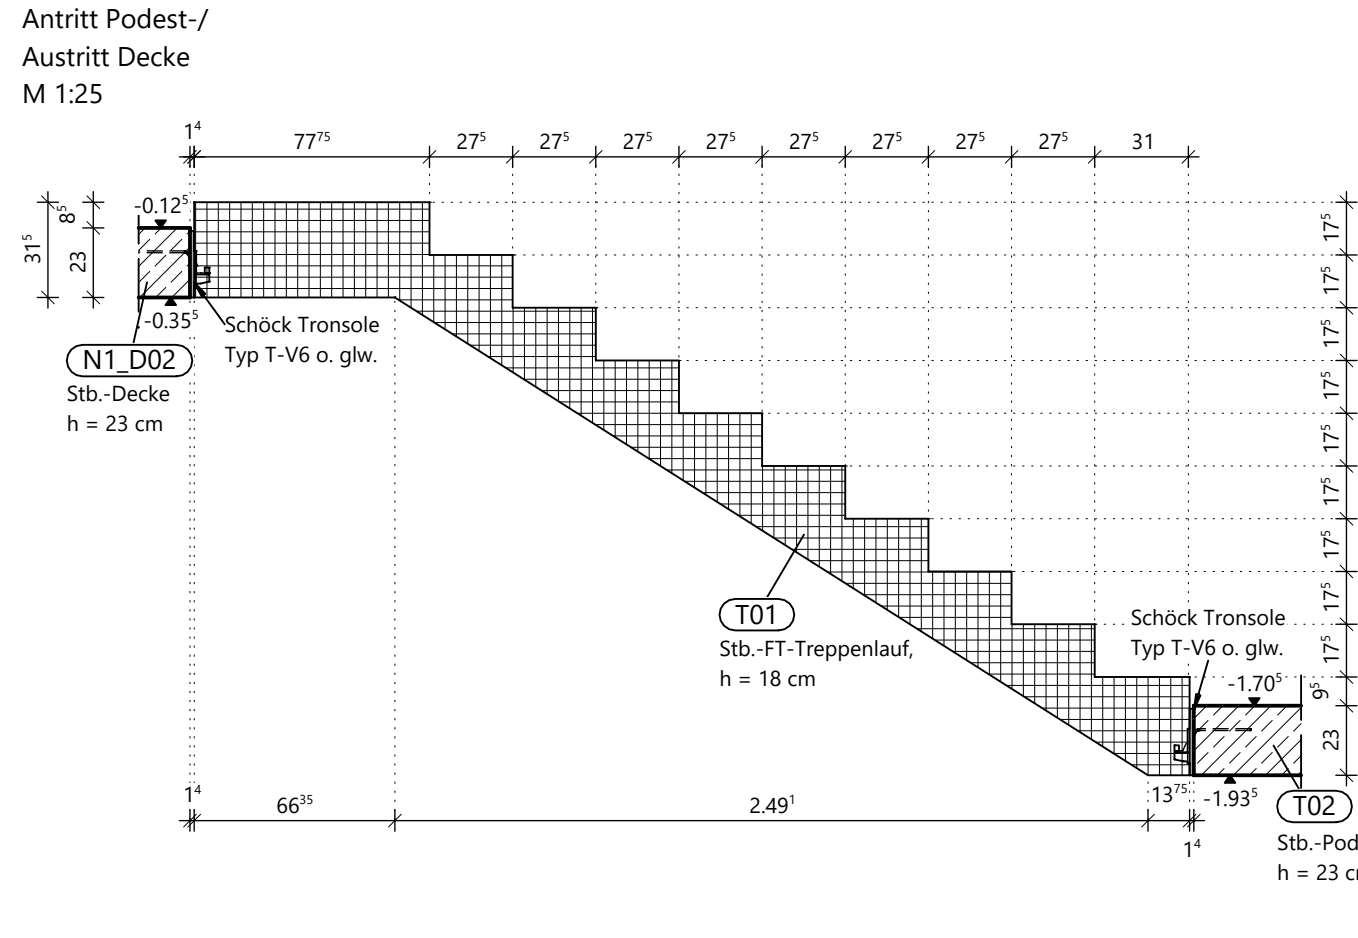 Antritt Podest-/
Austritt Decke
M 1:25
1⁴
77⁷⁵
27⁵ 27⁵ 27⁵ 27⁵ 27⁵ 27⁵ 27⁵ 27⁵ 31
-0.12⁵
8⁵
31⁵
23
-0.35⁵
Schöck Tronsole
Typ T-V6 o. glw.
N1_D02
Stb.-Decke
h = 23 cm
17⁵
17⁵
17⁵
17⁵
17⁵
17⁵
17⁵
17⁵
17⁵
9⁵
23
T01
Stb.-FT-Treppenlauf,
h = 18 cm
Schöck Tronsole
Typ T-V6 o. glw.
-1.70⁵
-1.93⁵
T02
Stb.-Pod
h = 23 c
1⁴
66³⁵
2.49¹
13⁷⁵
1⁴